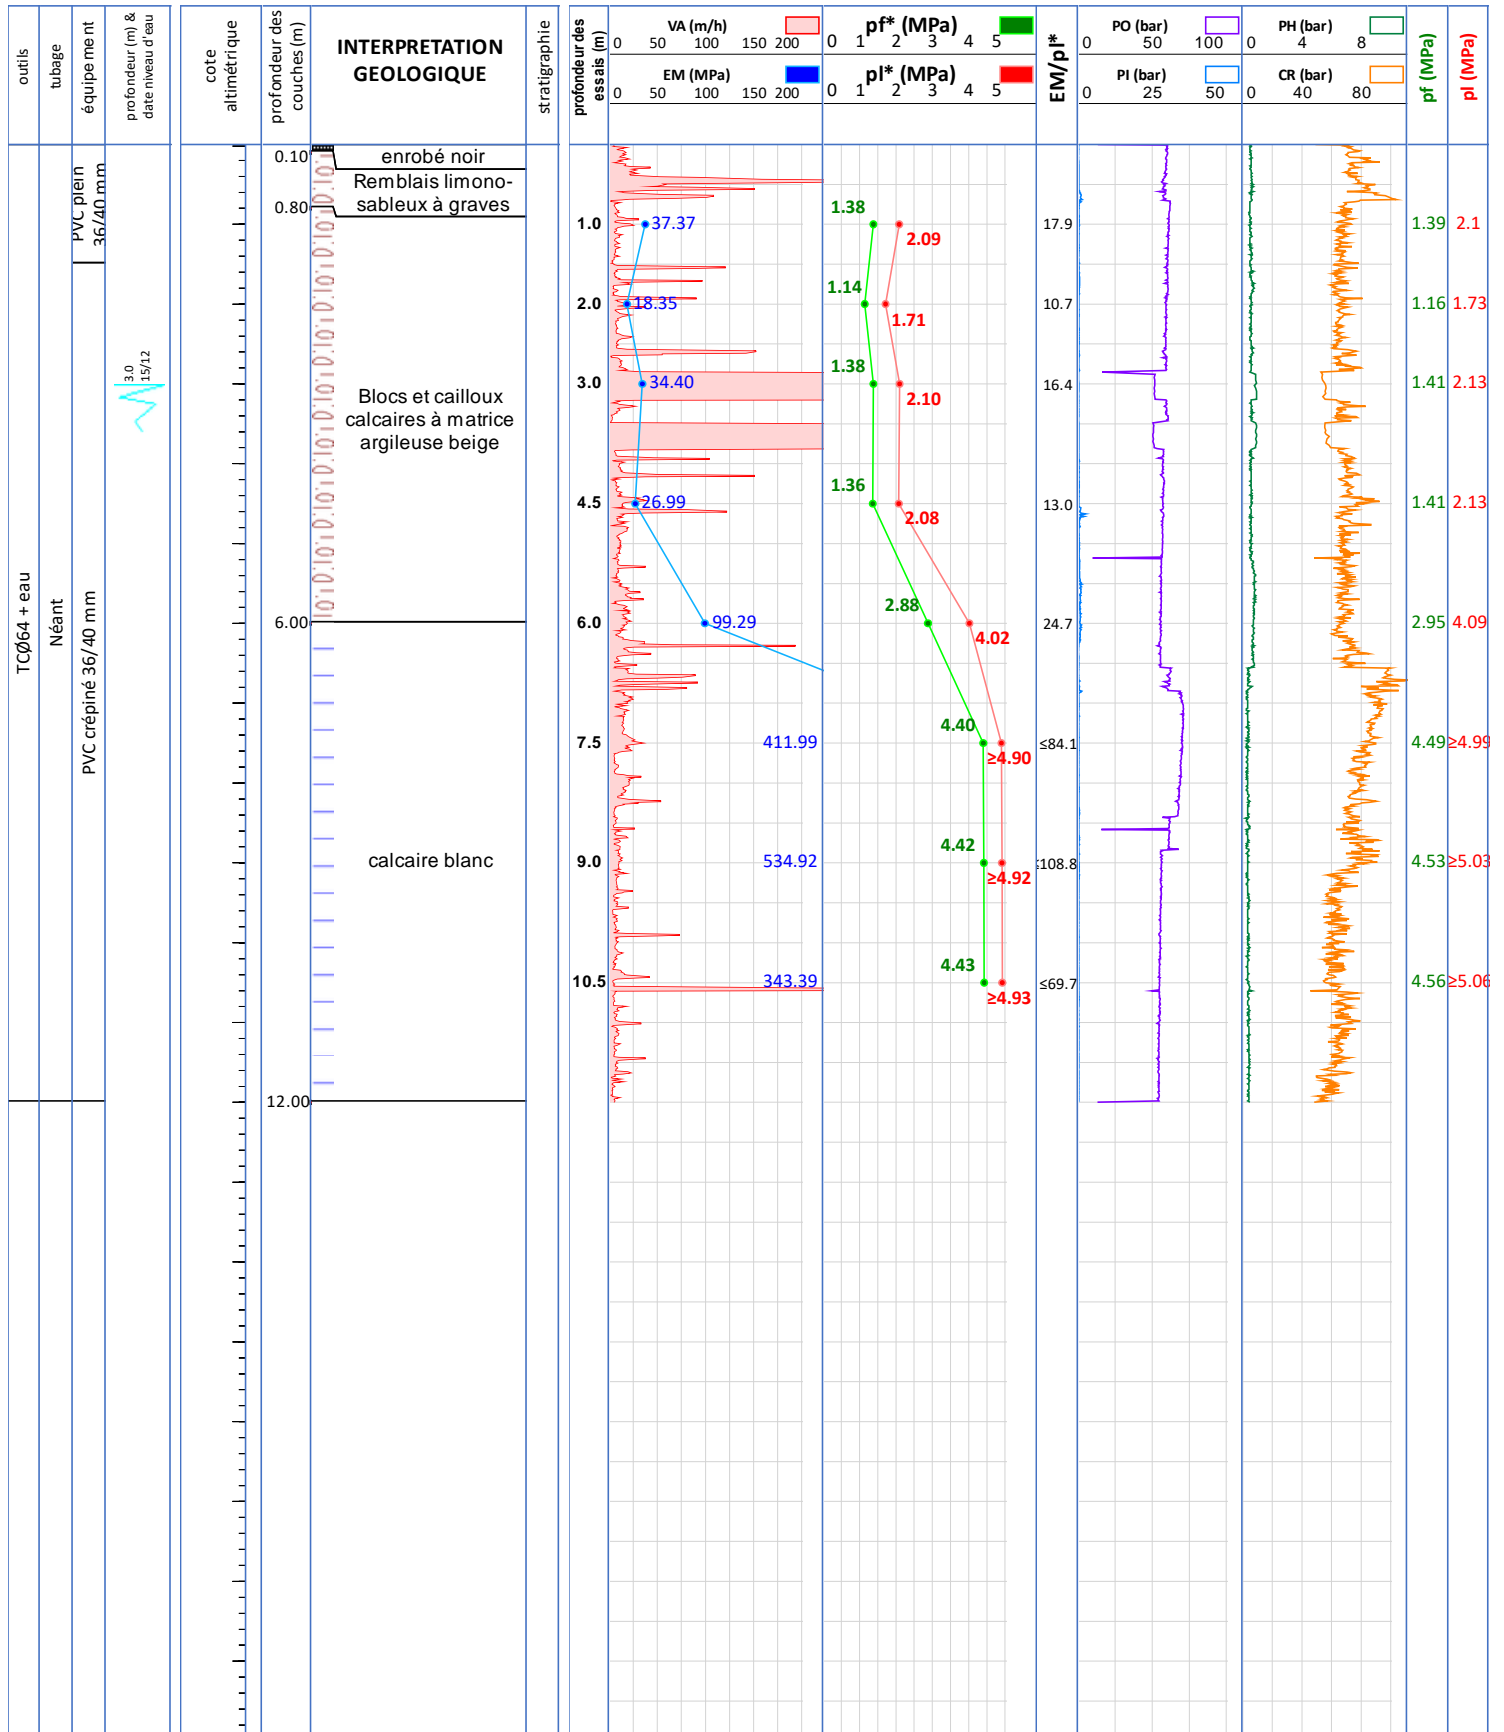 outils
tubage
équipement
profondeur (m) &
date niveau d'eau
cote
altimétrique
profondeur des
couches (m)
INTERPRETATION
GEOLOGIQUE
stratigraphie
profondeur des
essais (m)
VA (m/h)
0 50 100 150 200
EM (MPa)
0 50 100 150 200
pf* (MPa)
0 1 2 3 4 5
pl* (MPa)
0 1 2 3 4 5
EM/pl*
PO (bar)
0 50 100
PI (bar)
0 25 50
PH (bar)
0 4 8
CR (bar)
0 40 80
pf (MPa)
pl (MPa)
TCØ64 + eau
Néant
PVC plein
36/40 mm
PVC crépiné 36/40 mm
3.0
15/12
0.10
enrobé noir
Remblais limono-
sableux à graves
0.80
Blocs et cailloux
calcaires à matrice
argileuse beige
6.00
calcaire blanc
12.00
1.0 37.37 1.38 2.09 17.9 1.39 2.1
2.0 18.35 1.14 1.71 10.7 1.16 1.73
3.0 34.40 1.38 2.10 16.4 1.41 2.13
4.5 26.99 1.36 2.08 13.0 1.41 2.13
6.0 99.29 2.88 4.02 24.7 2.95 4.09
7.5 411.99 4.40 ≥4.90 ≤84.1 4.49 ≥4.99
9.0 534.92 4.42 ≥4.92 108.8 4.53 ≥5.03
10.5 343.39 4.43 ≥4.93 ≤69.7 4.56 ≥5.06